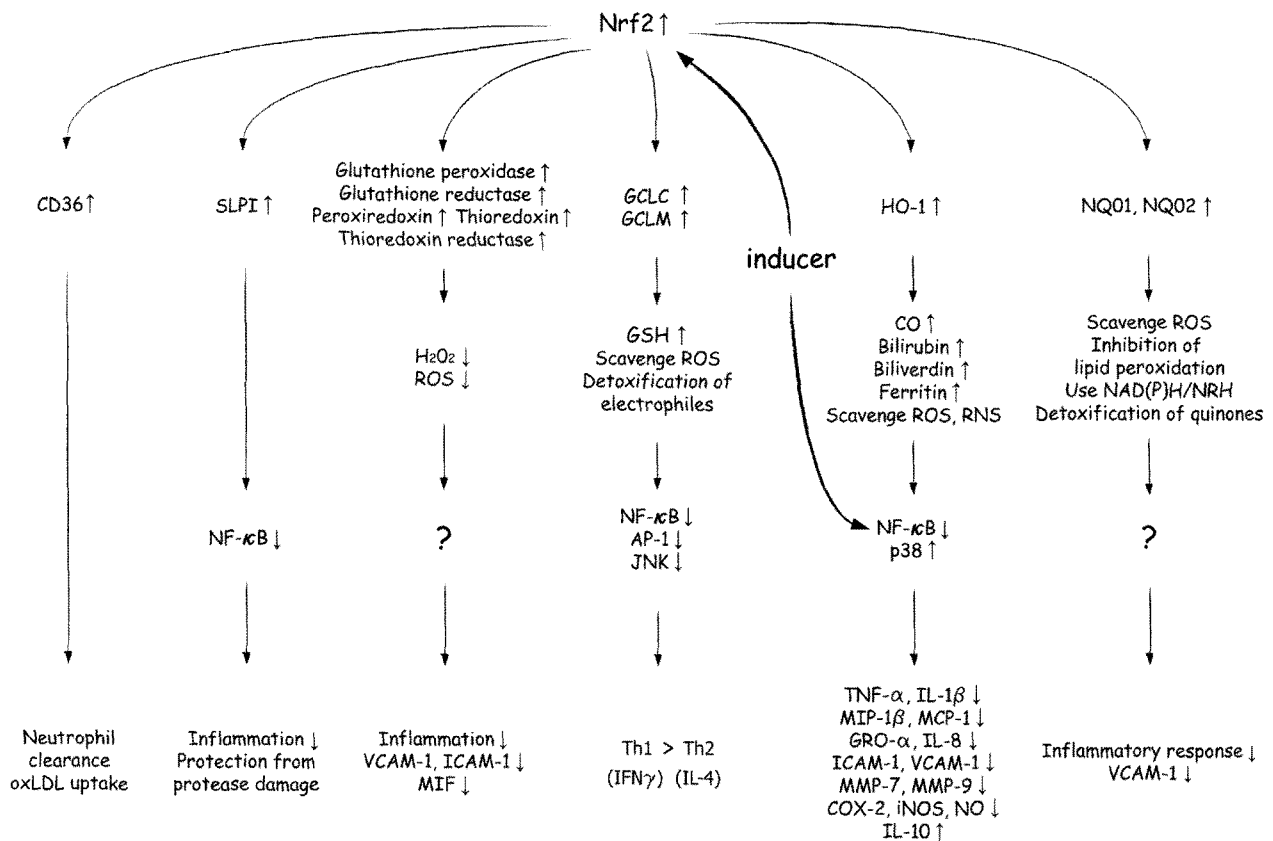 Nrf2↑
CD36↑
SLPI↑
Glutathione peroxidase↑
Glutathione reductase↑
Peroxiredoxin↑ Thioredoxin↑
Thioredoxin reductase↑
GCLC ↑
GCLM ↑
inducer
HO-1↑
NQ01, NQ02 ↑
H₂O₂ ↓
ROS ↓
GSH ↑
Scavenge ROS
Detoxification of
electrophiles
CO ↑
Bilirubin ↑
Biliverdin ↑
Ferritin ↑
Scavenge ROS, RNS
Scavenge ROS
Inhibition of
lipid peroxidation
Use NAD(P)H/NRH
Detoxification of quinones
NF-κB ↓
?
NF-κB ↓
AP-1 ↓
JNK ↓
NF-κB ↓
p38 ↑
?
Neutrophil
clearance
oxLDL uptake
Inflammation ↓
Protection from
protease damage
Inflammation ↓
VCAM-1, ICAM-1 ↓
MIF ↓
Th1 > Th2
(IFNγ) (IL-4)
TNF-α, IL-1β ↓
MIP-1β, MCP-1 ↓
GRO-α, IL-8 ↓
ICAM-1, VCAM-1 ↓
MMP-7, MMP-9 ↓
COX-2, iNOS, NO ↓
IL-10 ↑
Inflammatory response ↓
VCAM-1 ↓